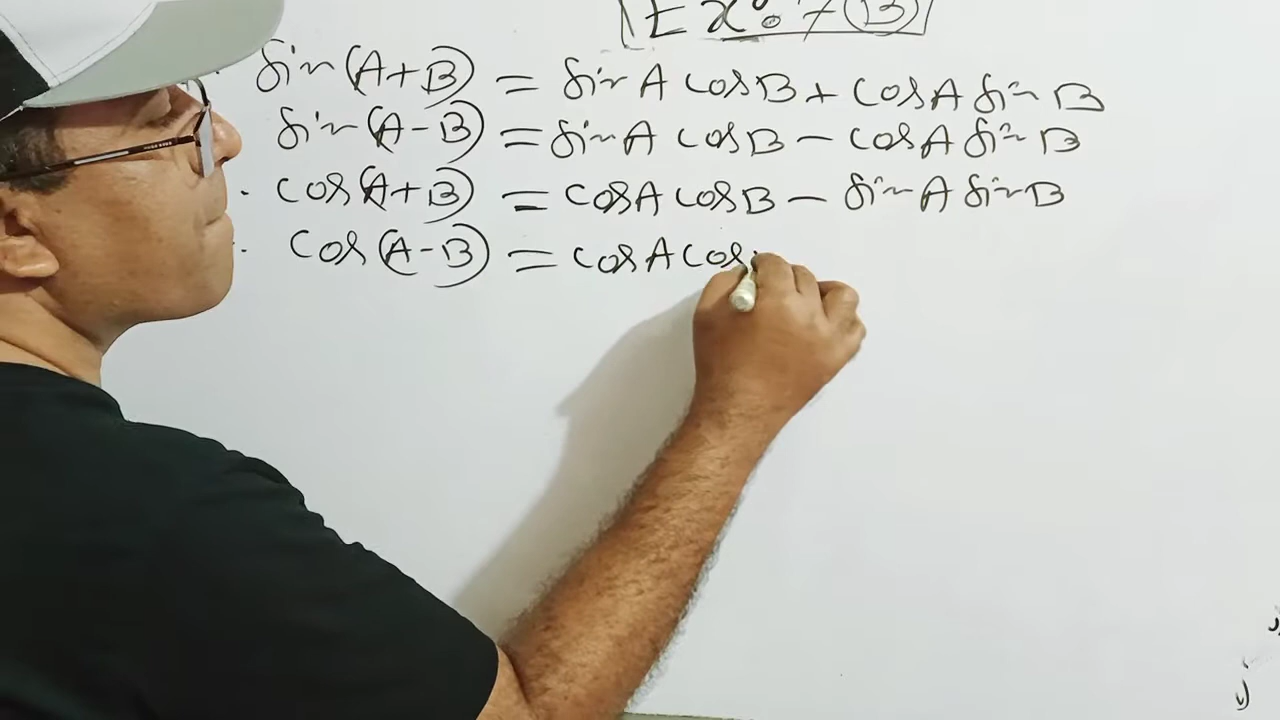 Ex: 7(B)
Sin(A+B) = SinA CosB + CosA SinB
Sin(A-B) = SinA CosB - CosA SinB
. Cos(A+B) = CosA CosB - SinA SinB
. Cos(A-B) = CosA Cos